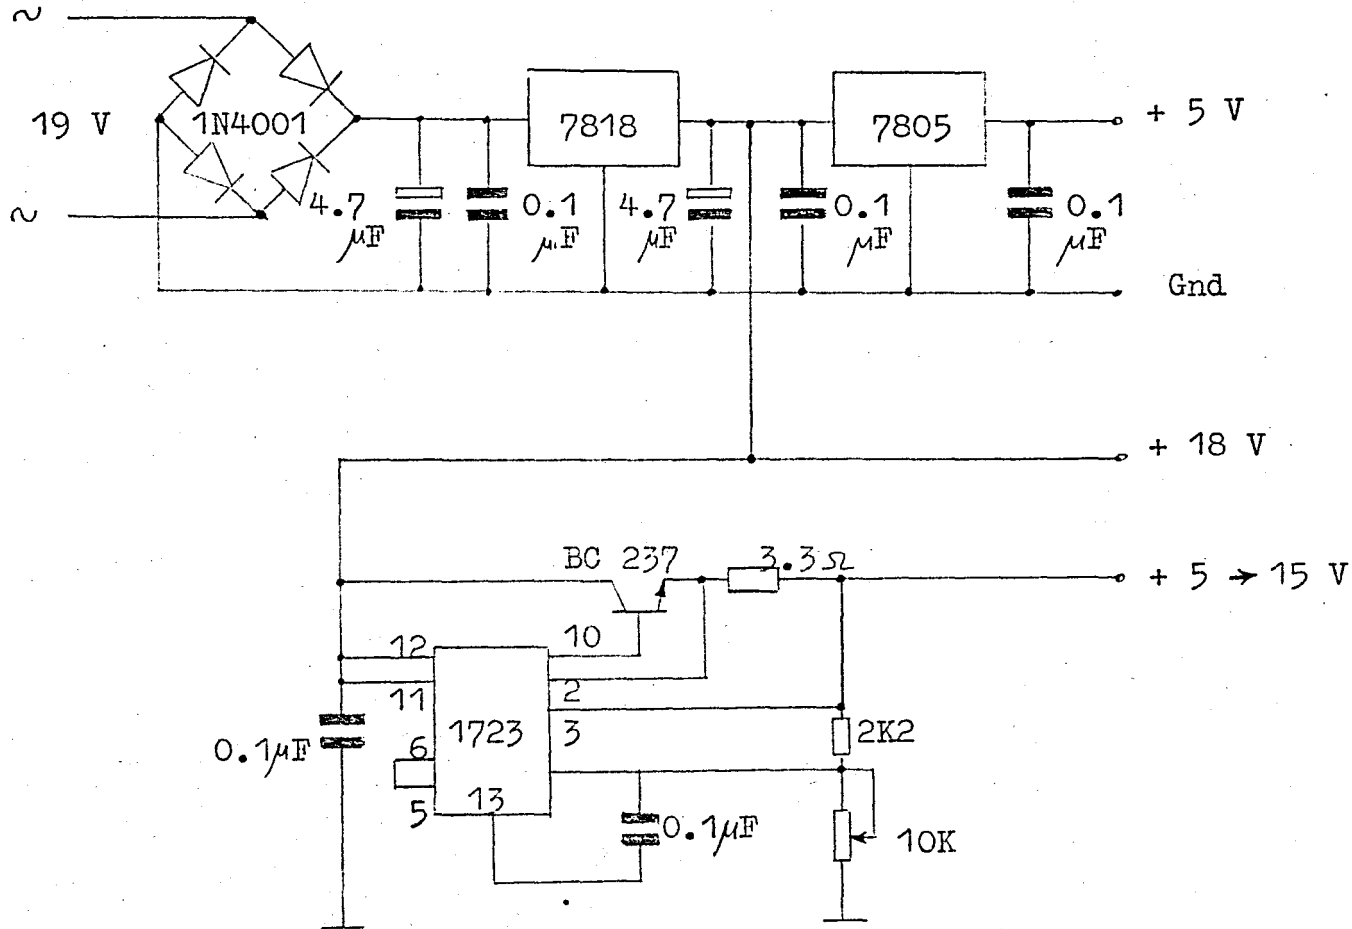 ~
19 V
~
1N4001
4.7
µF
0.1
µF
7818
4.7
µF
0.1
µF
7805
0.1
µF
+ 5 V
Gnd
+ 18 V
BC 237
3.3Ω
+ 5 → 15 V
12
10
11
2
1723
3
0.1µF
6
5
13
0.1µF
2K2
10K